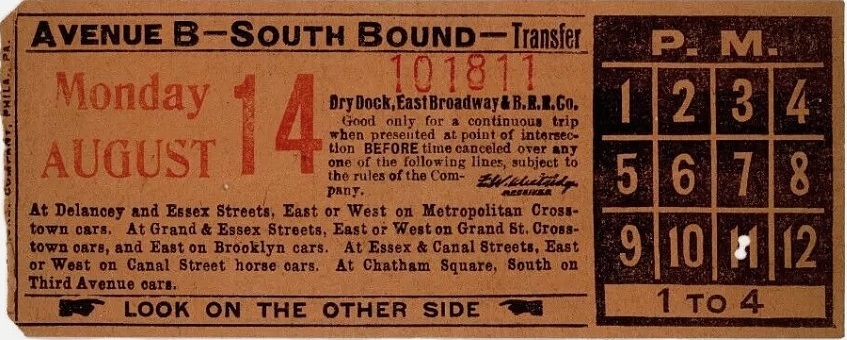 AVENUE B—SOUTH BOUND—Transfer
101811
Monday
AUGUST
14
Dry Dock, East Broadway & B. R. R. Co.
Good only for a continuous trip
when presented at point of intersec-
tion BEFORE time canceled over any
one of the following lines, subject to
the rules of the Com-
pany.
RECEIVER
At Delancey and Essex Streets, East or West on Metropolitan Cross-
town cars. At Grand & Essex Streets, East or West on Grand St. Cross-
town cars, and East on Brooklyn cars. At Essex & Canal Streets, East
or West on Canal Street horse cars. At Chatham Square, South on
Third Avenue cars.
LOOK ON THE OTHER SIDE
P. M.
1 2 3 4
5 6 7 8
9 10 11 12
1 TO 4
COMPANY, PHILA., PA.